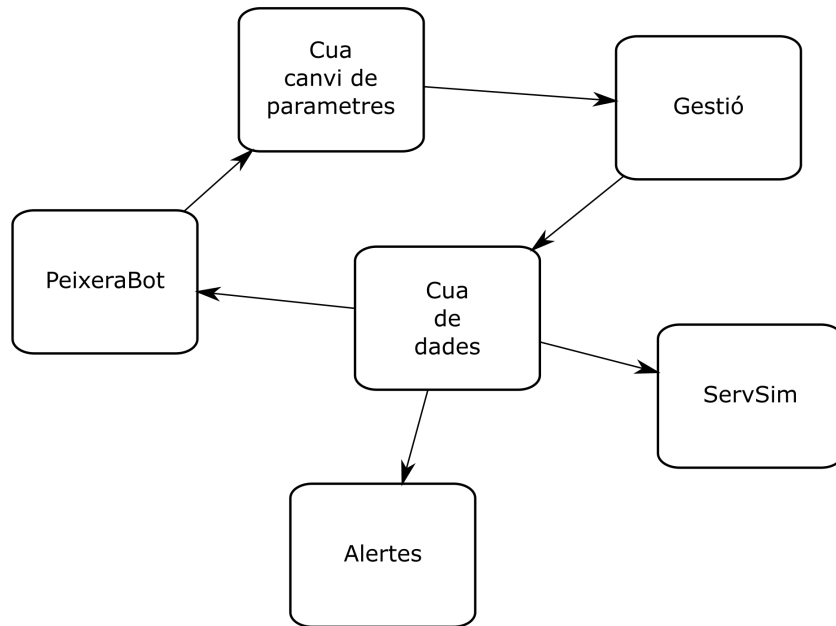 Cua
canvi de
parametres
Gestió
PeixeraBot
Cua
de
dades
ServSim
Alertes